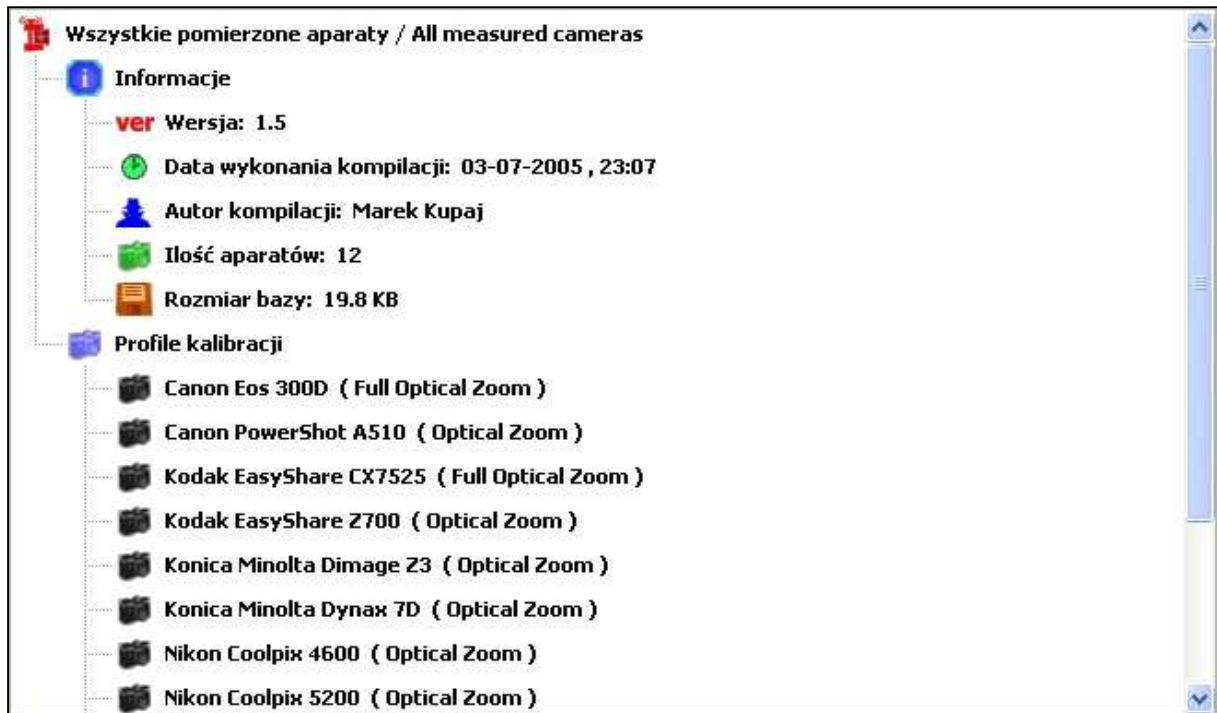 Wszystkie pomierzone aparaty / All measured cameras
i Informacje
ver Wersja: 1.5
Data wykonania kompilacji: 03-07-2005 , 23:07
Autor kompilacji: Marek Kupaj
Ilość aparatów: 12
Rozmiar bazy: 19.8 KB
Profile kalibracji
Canon Eos 300D ( Full Optical Zoom )
Canon PowerShot A510 ( Optical Zoom )
Kodak EasyShare CX7525 ( Full Optical Zoom )
Kodak EasyShare Z700 ( Optical Zoom )
Konica Minolta Dimage Z3 ( Optical Zoom )
Konica Minolta Dynax 7D ( Optical Zoom )
Nikon Coolpix 4600 ( Optical Zoom )
Nikon Coolpix 5200 ( Optical Zoom )